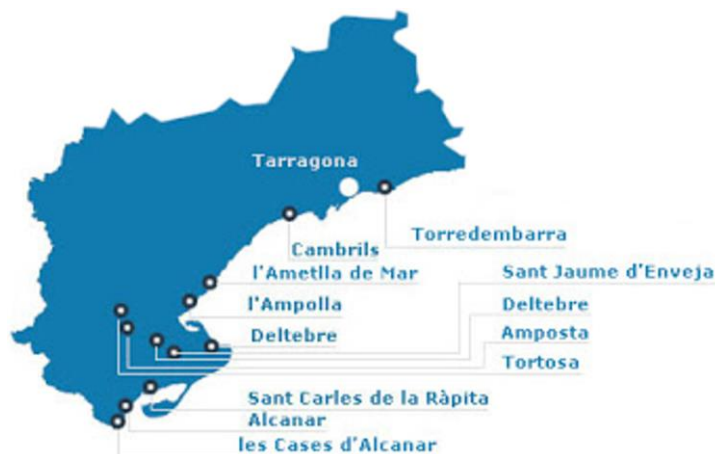 Tarragona
Torredembarra
Cambrils
l'Ametlla de Mar
Sant Jaume d'Enveja
l'Ampolla
Deltebre
Deltebre
Amposta
Tortosa
Sant Carles de la Ràpita
Alcanar
les Cases d'Alcanar